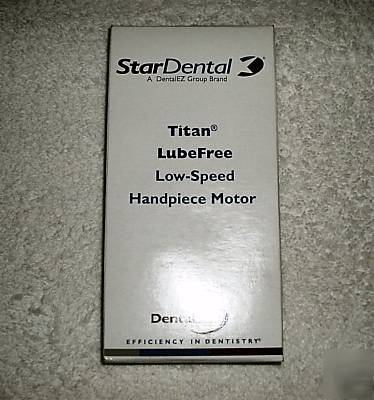 StarDental®
A DentalEZ Group Brand
Titan®
LubeFree
Low-Speed
Handpiece Motor
EFFICIENCY IN DENTISTRY®